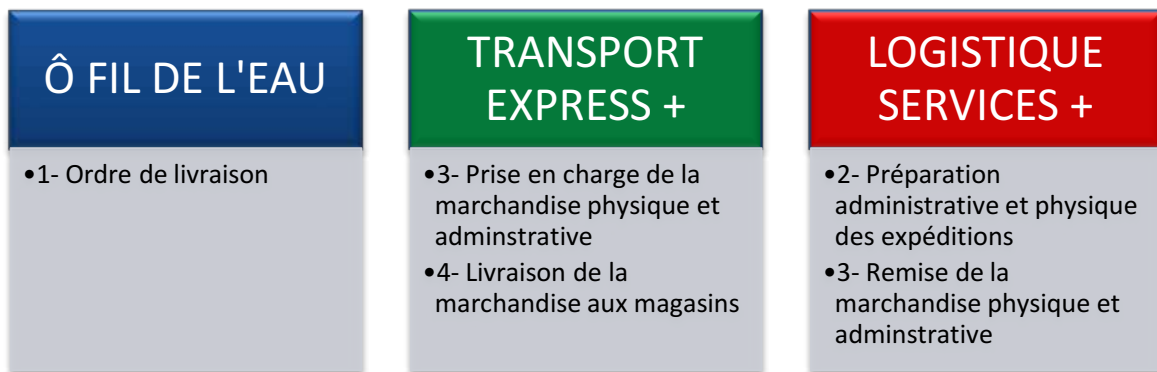 Ô FIL DE L'EAU
•1- Ordre de livraison
TRANSPORT
EXPRESS +
•3- Prise en charge de la
marchandise physique et
adminstrative
•4- Livraison de la
marchandise aux magasins
LOGISTIQUE
SERVICES +
•2- Préparation
administrative et physique
des expéditions
•3- Remise de la
marchandise physique et
adminstrative